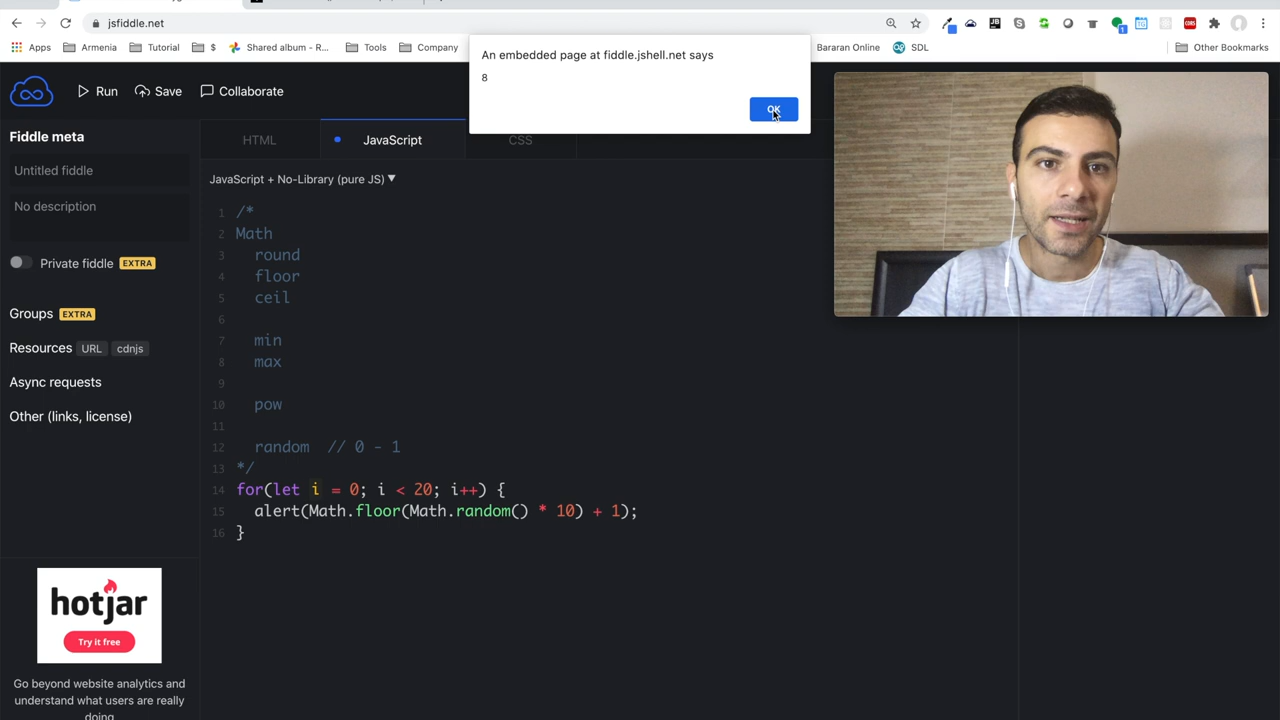 jsfiddle.net
Apps
Armenia
Tutorial
$
Shared album - R...
Tools
Company
Bararan Online
SDL
Other Bookmarks
An embedded page at fiddle.jshell.net says
8
OK
Run
Save
Collaborate
Fiddle meta
Untitled fiddle
No description
Private fiddle EXTRA
Groups EXTRA
Resources URL cdnjs
Async requests
Other (links, license)
hotjar
Try it free
Go beyond website analytics and
understand what users are really
doing
HTML
JavaScript
CSS
JavaScript + No-Library (pure JS)
1 /*
2 Math
3 round
4 floor
5 ceil
6
7 min
8 max
9
10 pow
11
12 random // 0 - 1
13 */
14 for(let i = 0; i < 20; i++) {
15 alert(Math.floor(Math.random() * 10) + 1);
16 }